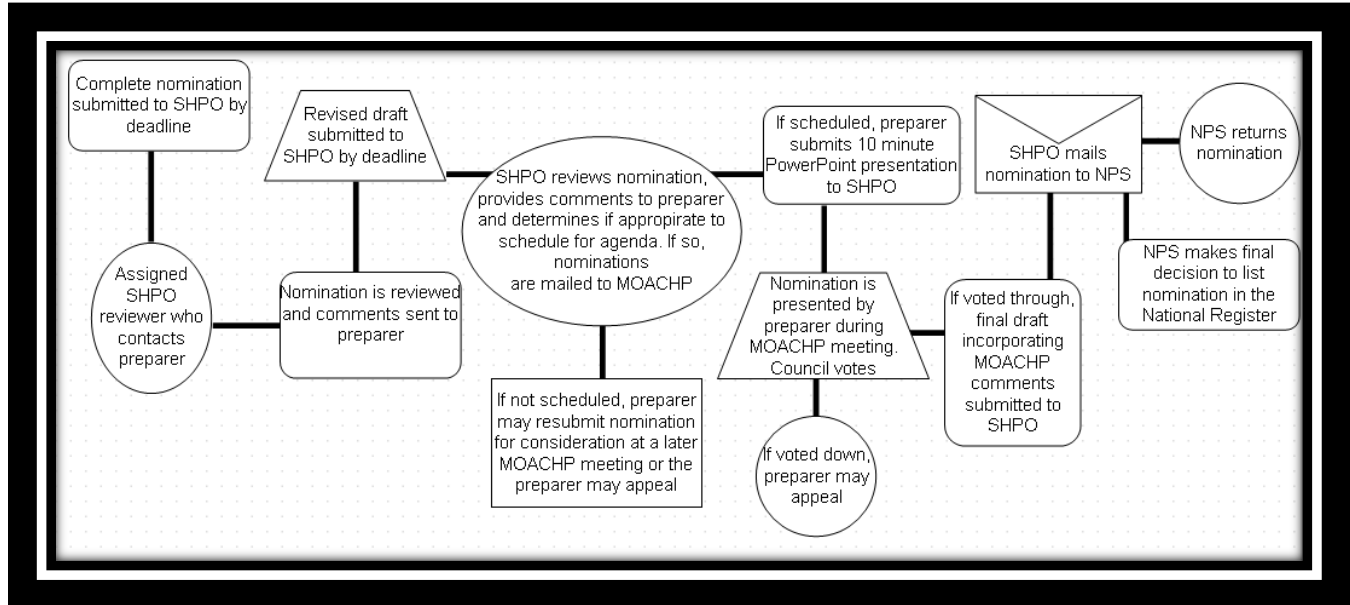 Complete nomination
submitted to SHPO by
deadline
Assigned
SHPO
reviewer who
contacts
preparer
Nomination is reviewed
and comments sent to
preparer
Revised draft
submitted to
SHPO by deadline
SHPO reviews nomination,
provides comments to preparer
and determines if appropirate to
schedule for agenda. If so,
nominations
are mailed to MOACHP
If not scheduled, preparer
may resubmit nomination
for consideration at a later
MOACHP meeting or the
preparer may appeal
If scheduled, preparer
submits 10 minute
PowerPoint presentation
to SHPO
Nomination is
presented by
preparer during
MOACHP meeting.
Council votes
If voted down,
preparer may
appeal
If voted through,
final draft
incorporating
MOACHP
comments
submitted to
SHPO
SHPO mails
nomination to NPS
NPS returns
nomination
NPS makes final
decision to list
nomination in the
National Register